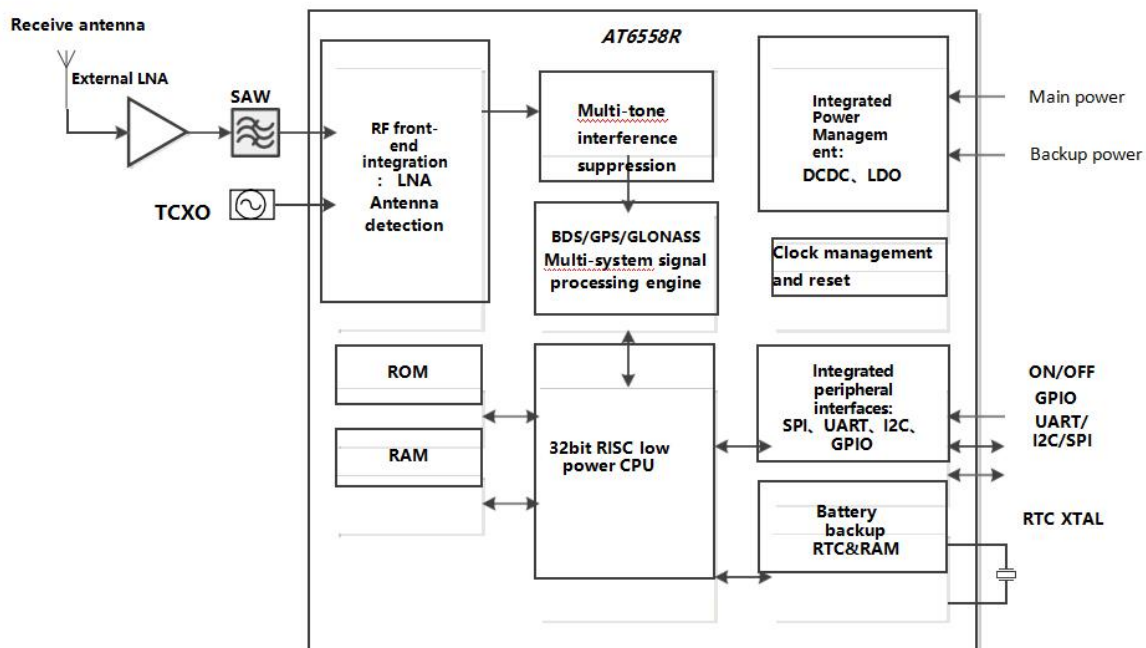 Receive antenna
External LNA
SAW
TCXO
AT6558R
RF front-
end
integration
： LNA
Antenna
detection
Multi-tone
interference
suppression
BDS/GPS/GLONASS
Multi-system signal
processing engine
Integrated
Power
Managem
ent：
DCDC、LDO
Main power
Backup power
Clock management
and reset
ROM
RAM
32bit RISC low
power CPU
Integrated
peripheral
interfaces:
SPI、UART、I2C、
GPIO
ON/OFF
GPIO
UART/
I2C/SPI
Battery
backup
RTC&RAM
RTC XTAL